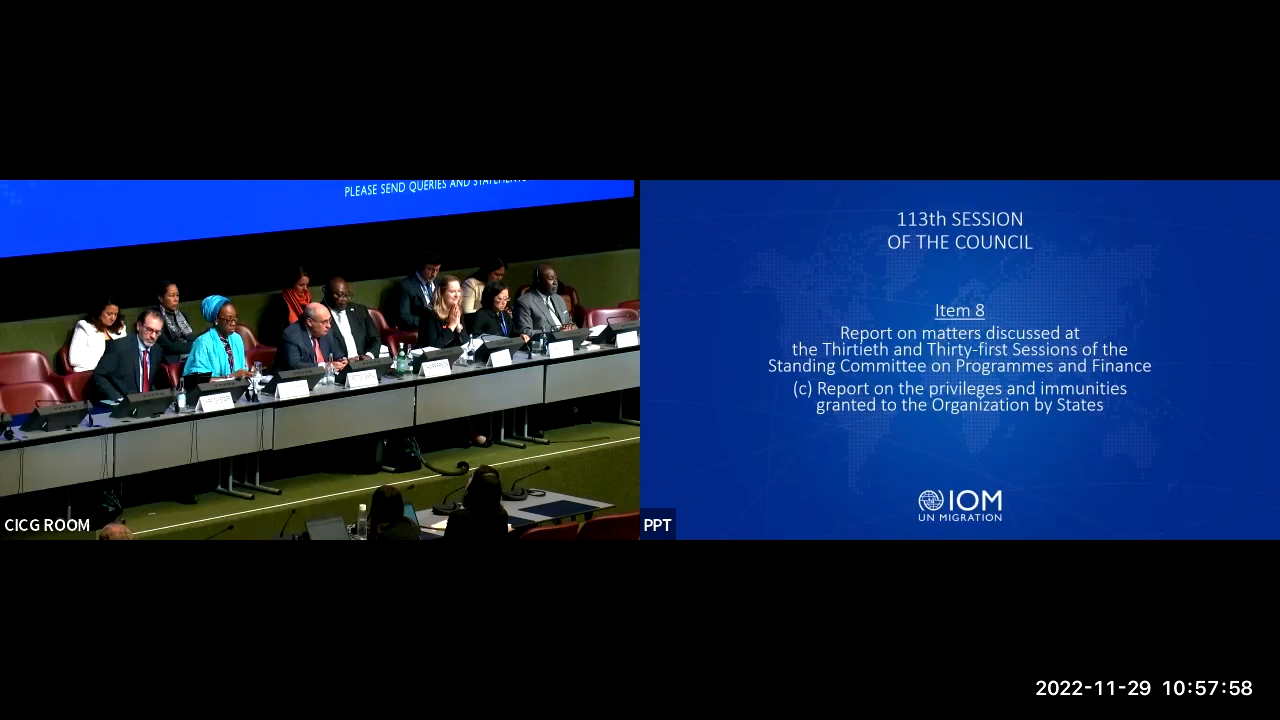 PLEASE SEND QUERIES AND STATEMENTS
CICG ROOM
113th SESSION
OF THE COUNCIL
Item 8
Report on matters discussed at
the Thirtieth and Thirty-first Sessions of the
Standing Committee on Programmes and Finance
(c) Report on the privileges and immunities
granted to the Organization by States
IOM
UN MIGRATION
PPT
2022-11-29 10:57:58